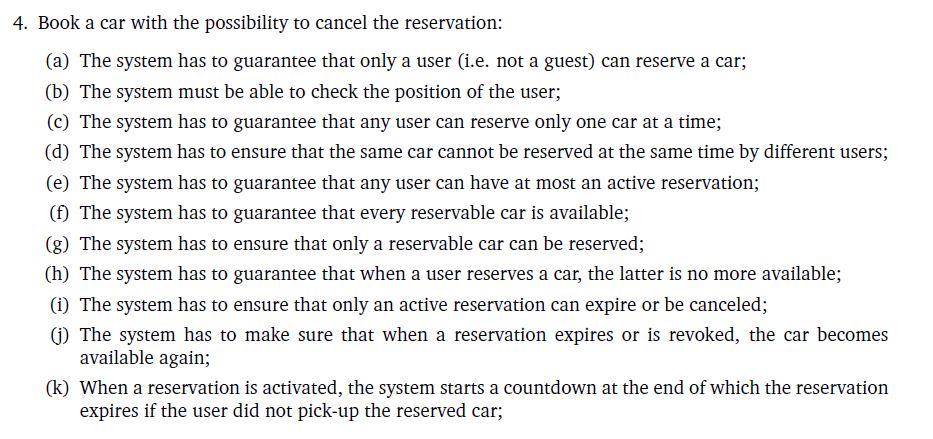 4. Book a car with the possibility to cancel the reservation:
(a) The system has to guarantee that only a user (i.e. not a guest) can reserve a car;
(b) The system must be able to check the position of the user;
(c) The system has to guarantee that any user can reserve only one car at a time;
(d) The system has to ensure that the same car cannot be reserved at the same time by different users;
(e) The system has to guarantee that any user can have at most an active reservation;
(f) The system has to guarantee that every reservable car is available;
(g) The system has to ensure that only a reservable car can be reserved;
(h) The system has to guarantee that when a user reserves a car, the latter is no more available;
(i) The system has to ensure that only an active reservation can expire or be canceled;
(j) The system has to make sure that when a reservation expires or is revoked, the car becomes
available again;
(k) When a reservation is activated, the system starts a countdown at the end of which the reservation
expires if the user did not pick-up the reserved car;